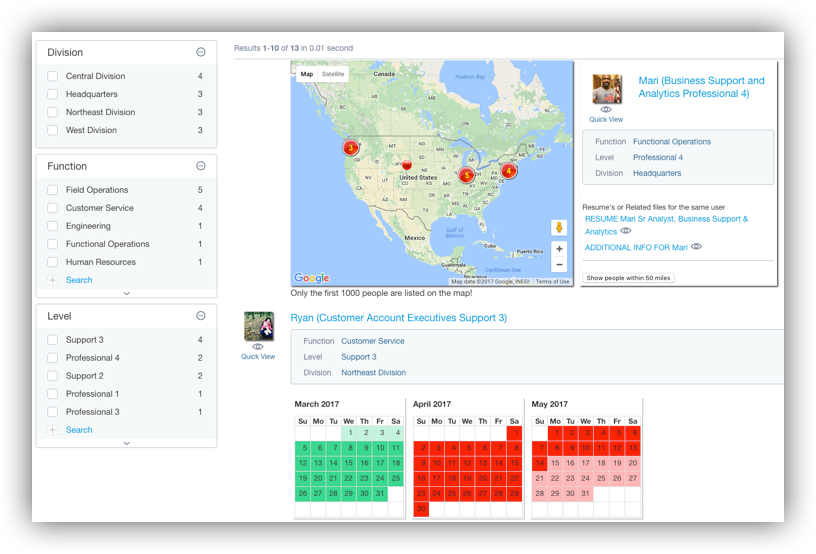 Division
Central Division 4
Headquarters 3
Northeast Division 3
West Division 3
Function
Field Operations 5
Customer Service 4
Engineering 1
Functional Operations 1
Human Resources 1
Search
Level
Support 3 4
Professional 4 2
Support 2 2
Professional 1 1
Professional 3 1
Search
Results 1-10 of 13 in 0.01 second
Map Satellite
Canada
Hudson Bay
AB
MB
BC
SK
ON
QC
NB
NS
3
5
4
United States
Gulf of
Mexico
Mexico
Cuba
Puerto Rico
Guatemala
Caribbean Sea
Nicaragua
+
−
Google
Map data ©2017 Google, INEGI Terms of Use
Only the first 1000 people are listed on the map!
Mari (Business Support and
Analytics Professional 4)
Quick View
Function Functional Operations
Level Professional 4
Division Headquarters
Resume's or Related files for the same user
RESUME Mari Sr Analyst, Business Support &
Analytics
ADDITIONAL INFO FOR Mari
Show people within 50 miles
Ryan (Customer Account Executives Support 3)
Quick View
Function Customer Service
Level Support 3
Division Northeast Division
March 2017
Su Mo Tu We Th Fr Sa
1 2 3 4
5 6 7 8 9 10 11
12 13 14 15 16 17 18
19 20 21 22 23 24 25
26 27 28 29 30 31
April 2017
Su Mo Tu We Th Fr Sa
1
2 3 4 5 6 7 8
9 10 11 12 13 14 15
16 17 18 19 20 21 22
23 24 25 26 27 28 29
30
May 2017
Su Mo Tu We Th Fr Sa
1 2 3 4 5 6
7 8 9 10 11 12 13
14 15 16 17 18 19 20
21 22 23 24 25 26 27
28 29 30 31